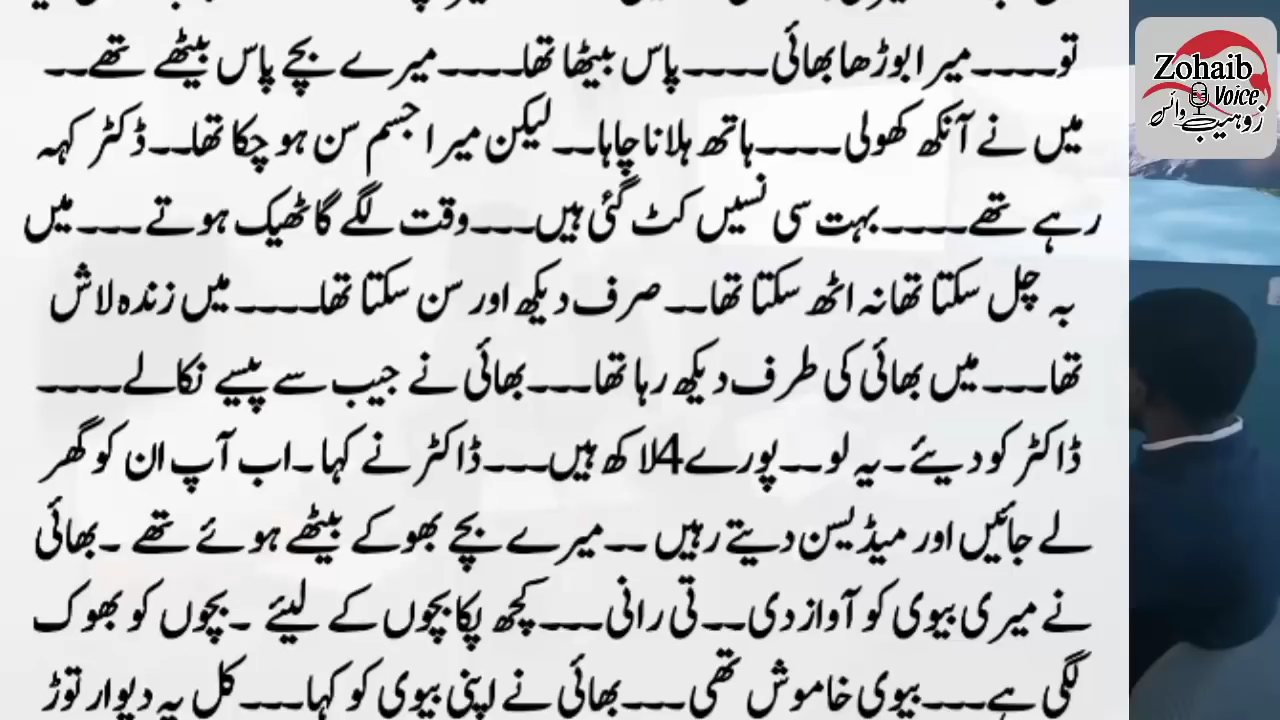 تو۔۔۔۔میرا بوڑھا بھائی۔۔۔۔پاس بیٹھا تھا۔۔۔۔میرے بچے پاس بیٹھے تھے۔۔
میں نے آنکھ کھولی۔۔۔۔ہاتھ ہلانا چاہا۔۔لیکن میرا جسم سن ہو چکا تھا۔۔ڈکٹر کہہ
رہے تھے۔۔۔۔بہت سی نسیں کٹ گئی ہیں۔۔۔وقت لگے گا ٹھیک ہوتے۔۔۔میں
بہ چل سکتا تھا نہ اٹھ سکتا تھا۔۔صرف دیکھ اور سن سکتا تھا۔۔۔۔میں زندہ لاش
تھا۔۔۔میں بھائی کی طرف دیکھ رہا تھا۔۔۔بھائی نے جیب سے پیسے نکالے۔۔۔۔
ڈاکٹر کو دیئے۔یہ لو۔۔پورے4لاکھ ہیں۔۔۔ڈاکٹر نے کہا۔اب آپ ان کو گھر
لے جائیں اور میڈیسن دیتے رہیں ۔۔میرے بچے بھوکے بیٹھے ہوئے تھے ۔بھائی
نے میری بیوی کو آواز دی۔۔تی رانی۔۔۔کچھ پکا بچوں کے لیئے ۔بچوں کو بھوک
لگی ہے۔۔۔بیوی خاموش تھی۔۔۔بھائی نے اپنی بیوی کو کہا۔۔۔کل یہ دیوار توڑ
Zohaib
Voice
زوہیب وائس